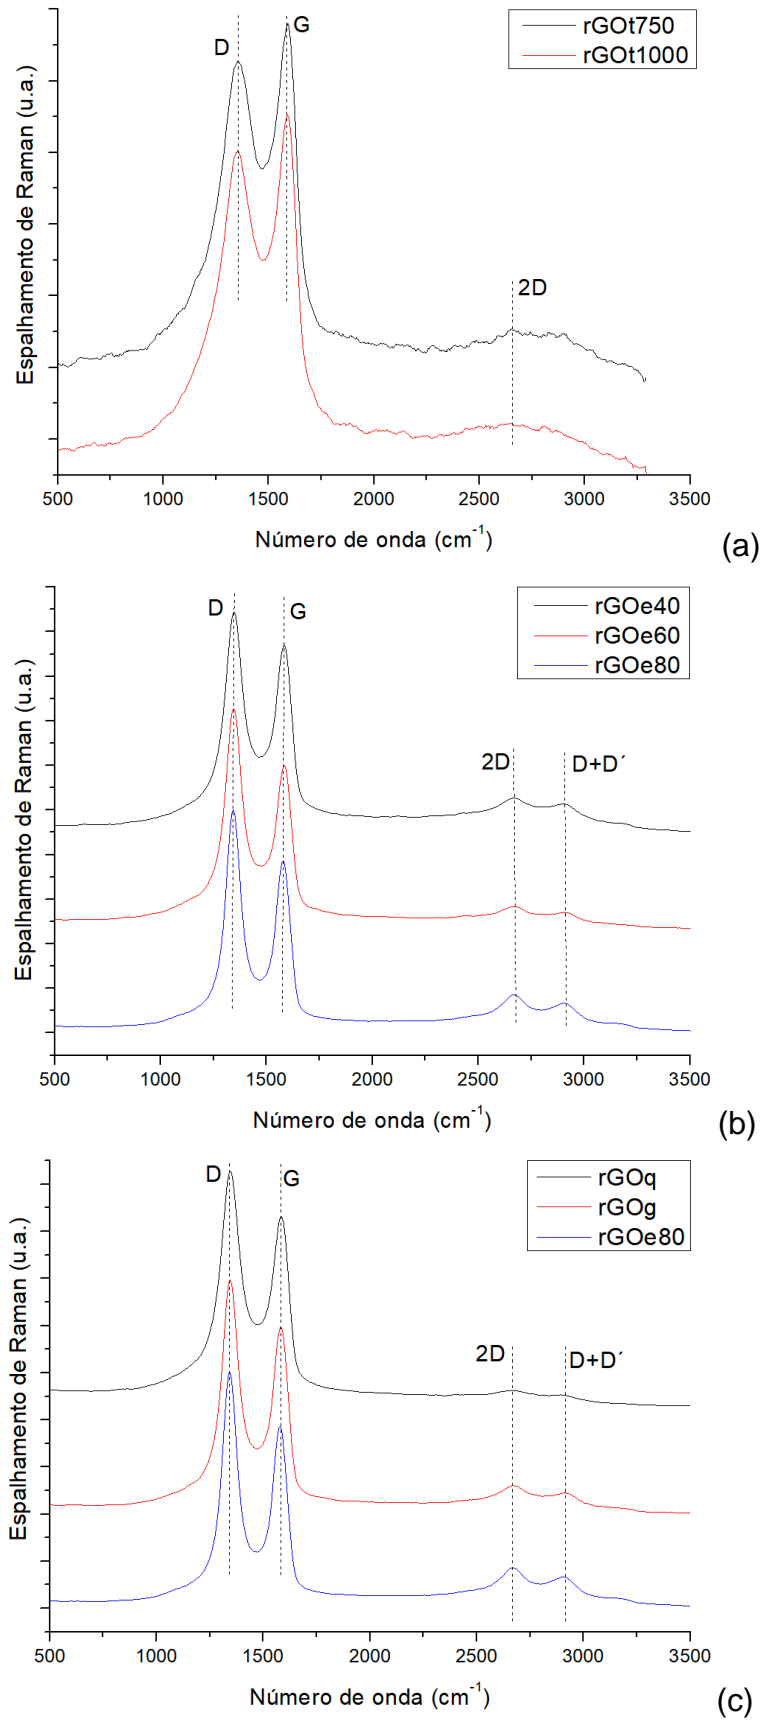 D
G
rGOt750
rGOt1000
2D
Espalhamento de Raman (u.a.)
500 1000 1500 2000 2500 3000 3500
Número de onda (cm⁻¹)
(a)
D
G
rGOe40
rGOe60
rGOe80
2D
D+D´
Espalhamento de Raman (u.a.)
500 1000 1500 2000 2500 3000 3500
Número de onda (cm⁻¹)
(b)
D
G
rGOq
rGOg
rGOe80
2D
D+D´
Espalhamento de Raman (u.a.)
500 1000 1500 2000 2500 3000 3500
Número de onda (cm⁻¹)
(c)